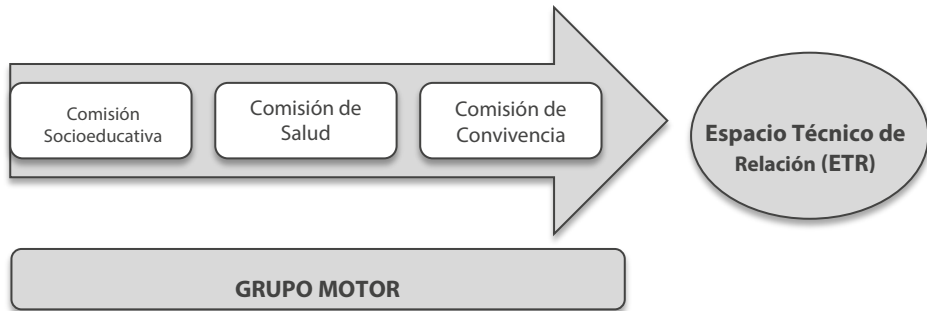 Comisión
Socioeducativa
Comisión de
Salud
Comisión de
Convivencia
Espacio Técnico de
Relación (ETR)
GRUPO MOTOR